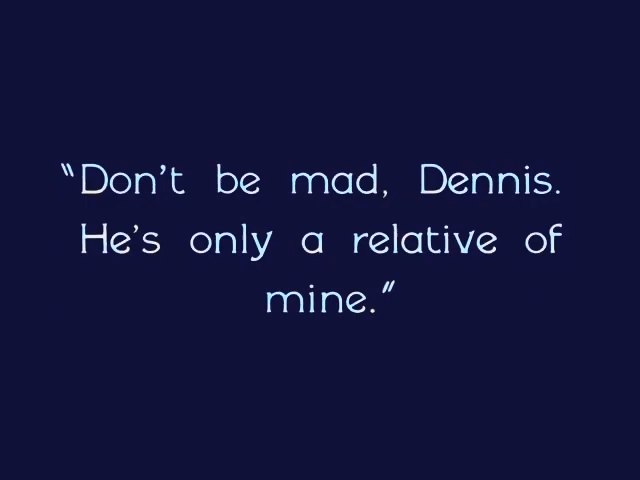 “Don’t be mad, Dennis.
He’s only a relative of
mine.”